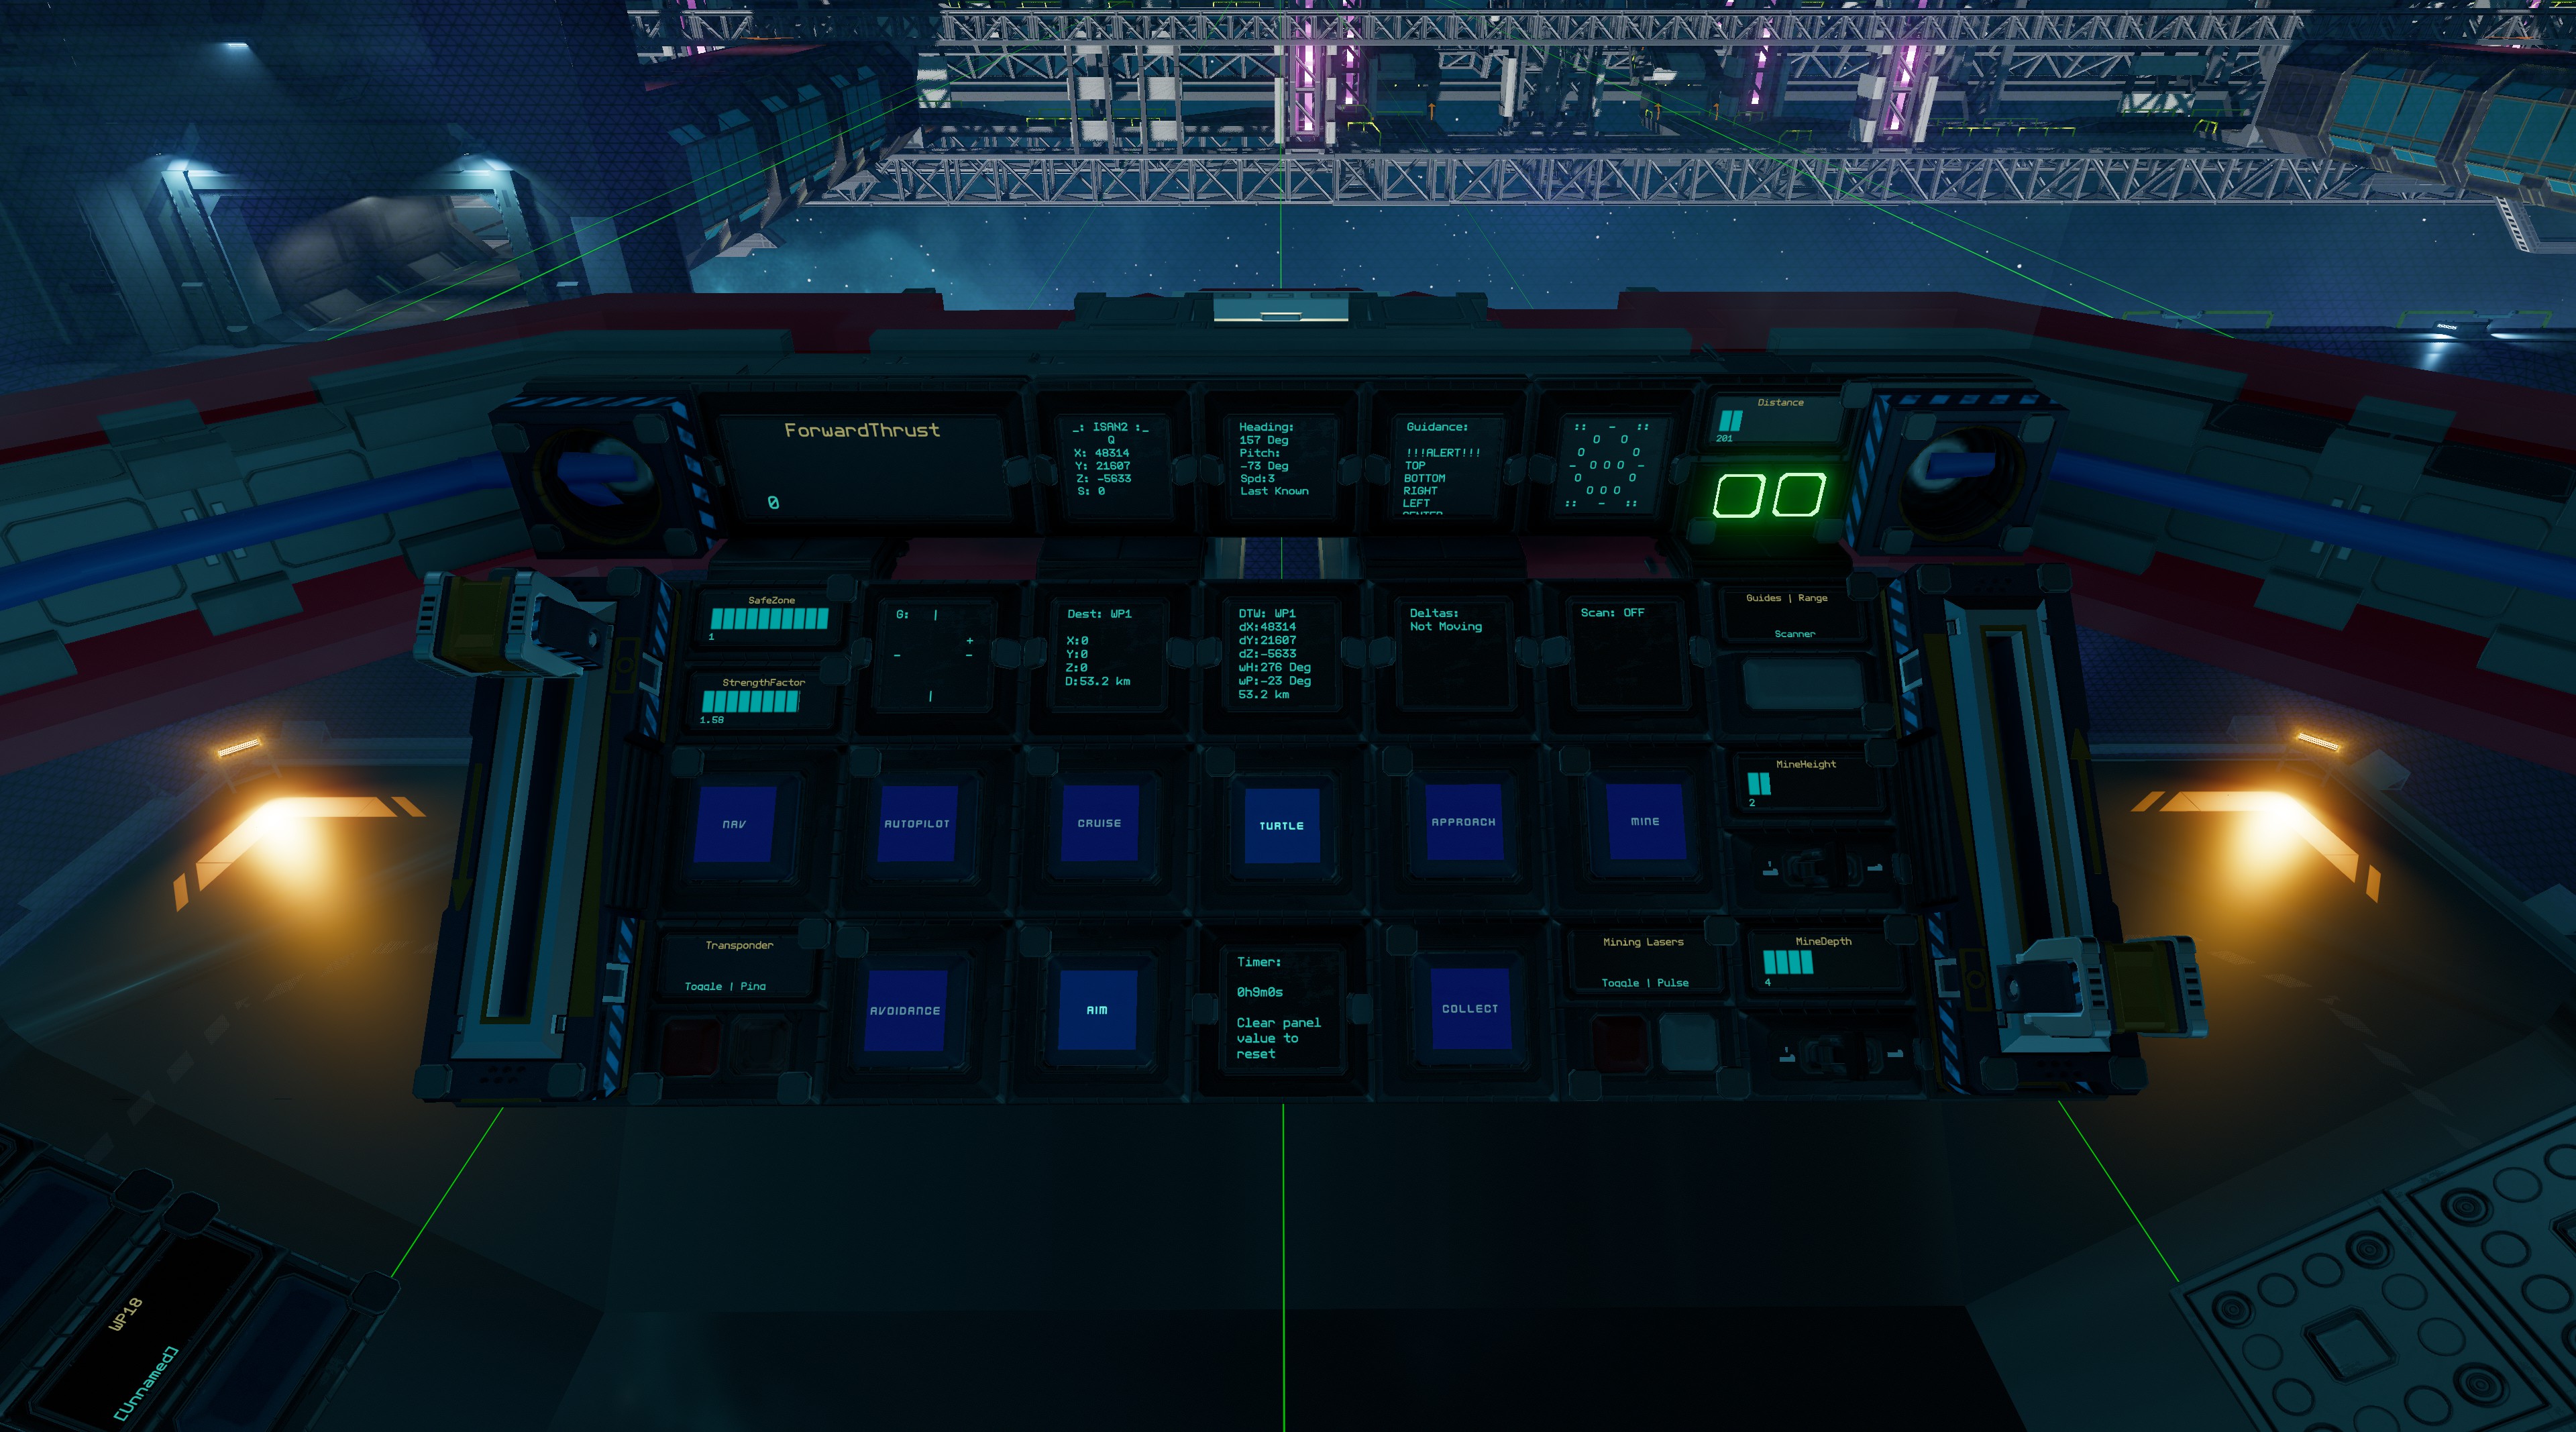 ForwardThrust
0
_: ISAN2 :_
Q
X: 48314
Y: 21607
Z: -5633
S: 0
Heading:
157 Deg
Pitch:
-73 Deg
Spd:3
Last Known
Guidance:
!!!ALERT!!!
TOP
BOTTOM
RIGHT
LEFT
CENTER
:: - ::
O O
O O
- O O O -
O O
O O O
:: - ::
Distance
201
00
SafeZone
1
StrengthFactor
1.58
G: |
+
- -
|
Dest: WP1
X:0
Y:0
Z:0
D:53.2 km
DTW: WP1
dX:48314
dY:21607
dZ:-5633
wH:276 Deg
wP:-23 Deg
53.2 km
Deltas:
Not Moving
Scan: OFF
Guides | Range
Scanner
NAV
AUTOPILOT
CRUISE
TURTLE
APPROACH
MINE
MineHeight
2
Transponder
Toggle | Ping
AVOIDANCE
AIM
Timer:
0h9m0s
Clear panel
value to
reset
COLLECT
Mining Lasers
Toggle | Pulse
MineDepth
4
WP18
[Unnamed]